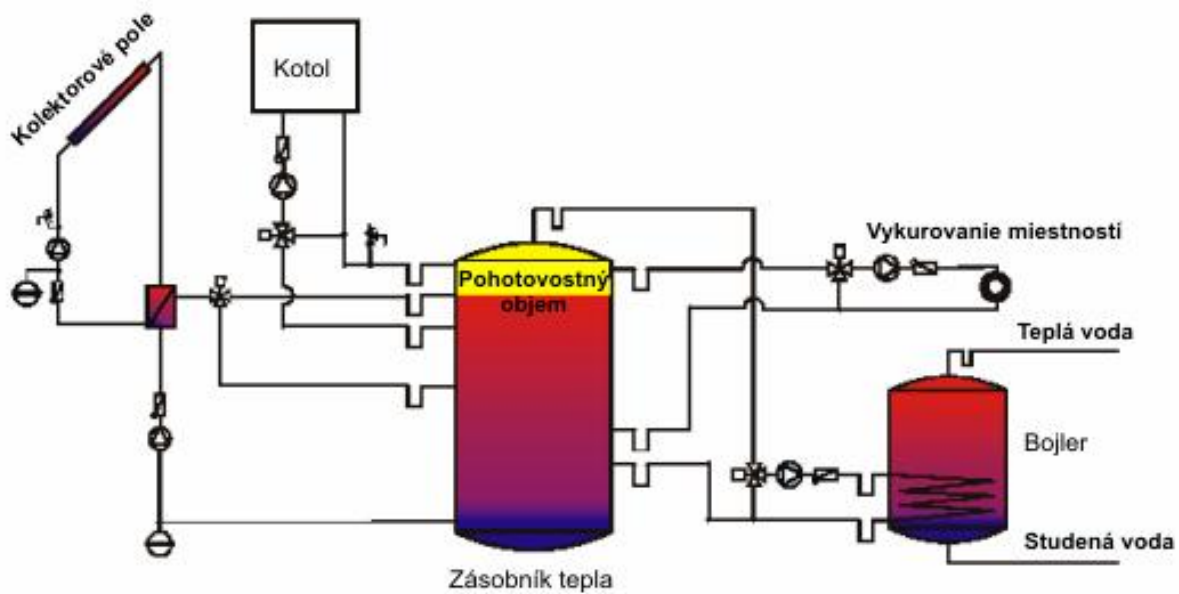 Kolektorové pole
Kotol
Vykurovanie miestností
Pohotovostný
objem
Teplá voda
Bojler
Studená voda
Zásobník tepla